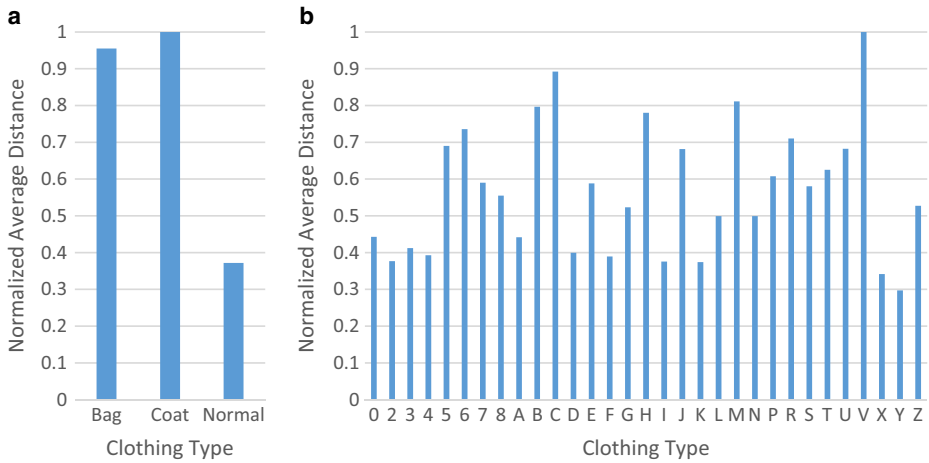 a
Normalized Average Distance
1
0.9
0.8
0.7
0.6
0.5
0.4
0.3
0.2
0.1
0
Bag Coat Normal
Clothing Type
b
Normalized Average Distance
1
0.9
0.8
0.7
0.6
0.5
0.4
0.3
0.2
0.1
0
0 2 3 4 5 6 7 8 A B C D E F G H I J K L M N P R S T U V X Y Z
Clothing Type